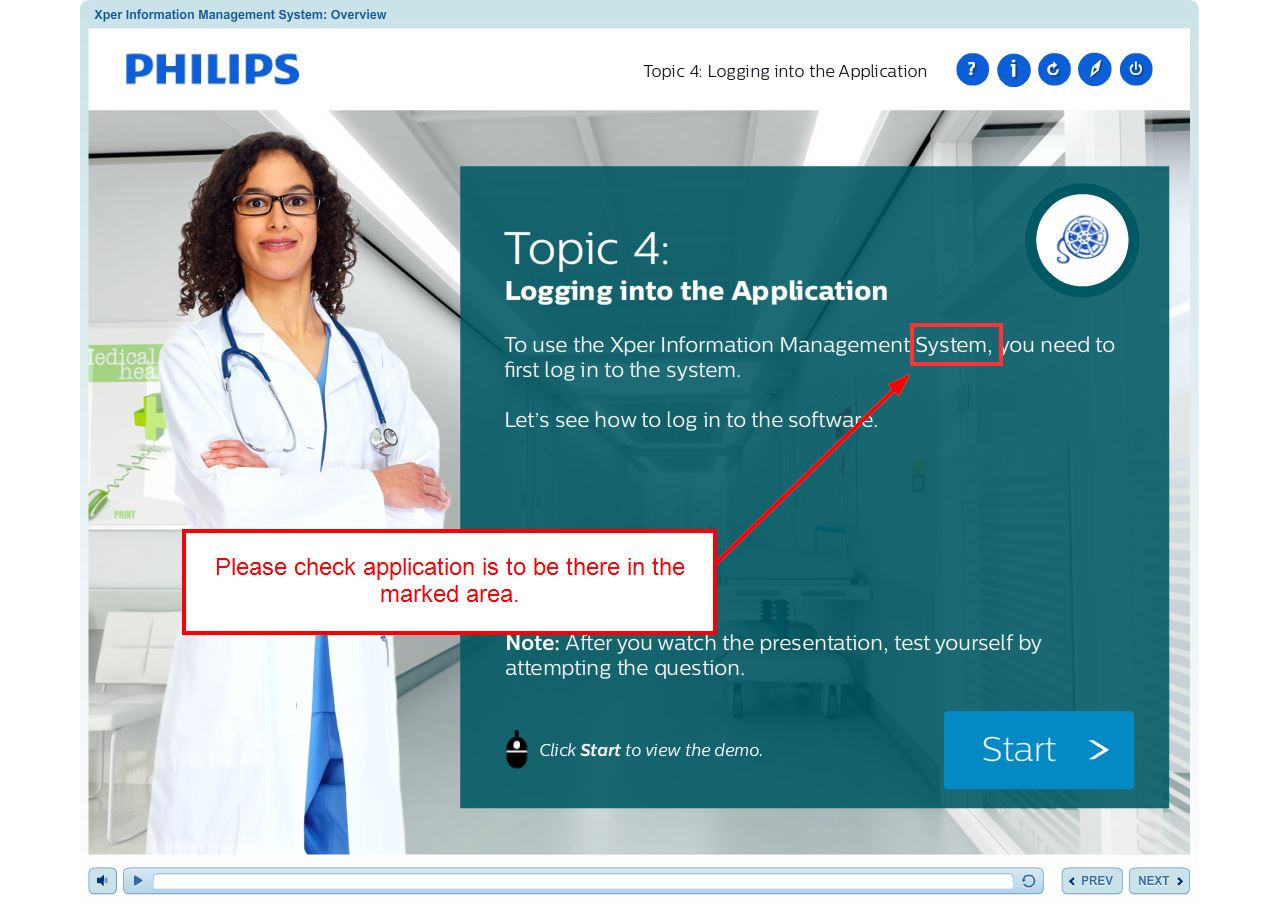 Xper Information Management System: Overview
PHILIPS
Topic 4: Logging into the Application
?
i
Topic 4:
Logging into the Application
To use the Xper Information Management System, you need to
first log in to the system.
Let's see how to log in to the software.
Medical
heal
PRINT
Please check application is to be there in the
marked area.
Note: After you watch the presentation, test yourself by
attempting the question.
Click Start to view the demo.
Start >
PREV
NEXT